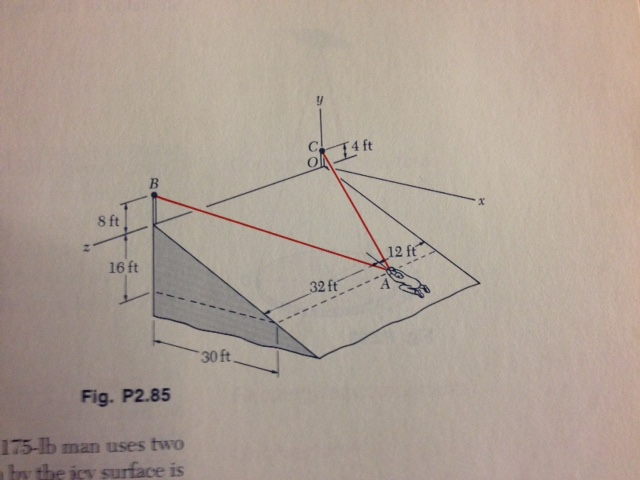 y
C
4 ft
O
B
x
8 ft
z
12 ft
16 ft
32 ft
A
30 ft
Fig. P2.85
175-lb man uses two
by the icy surface is